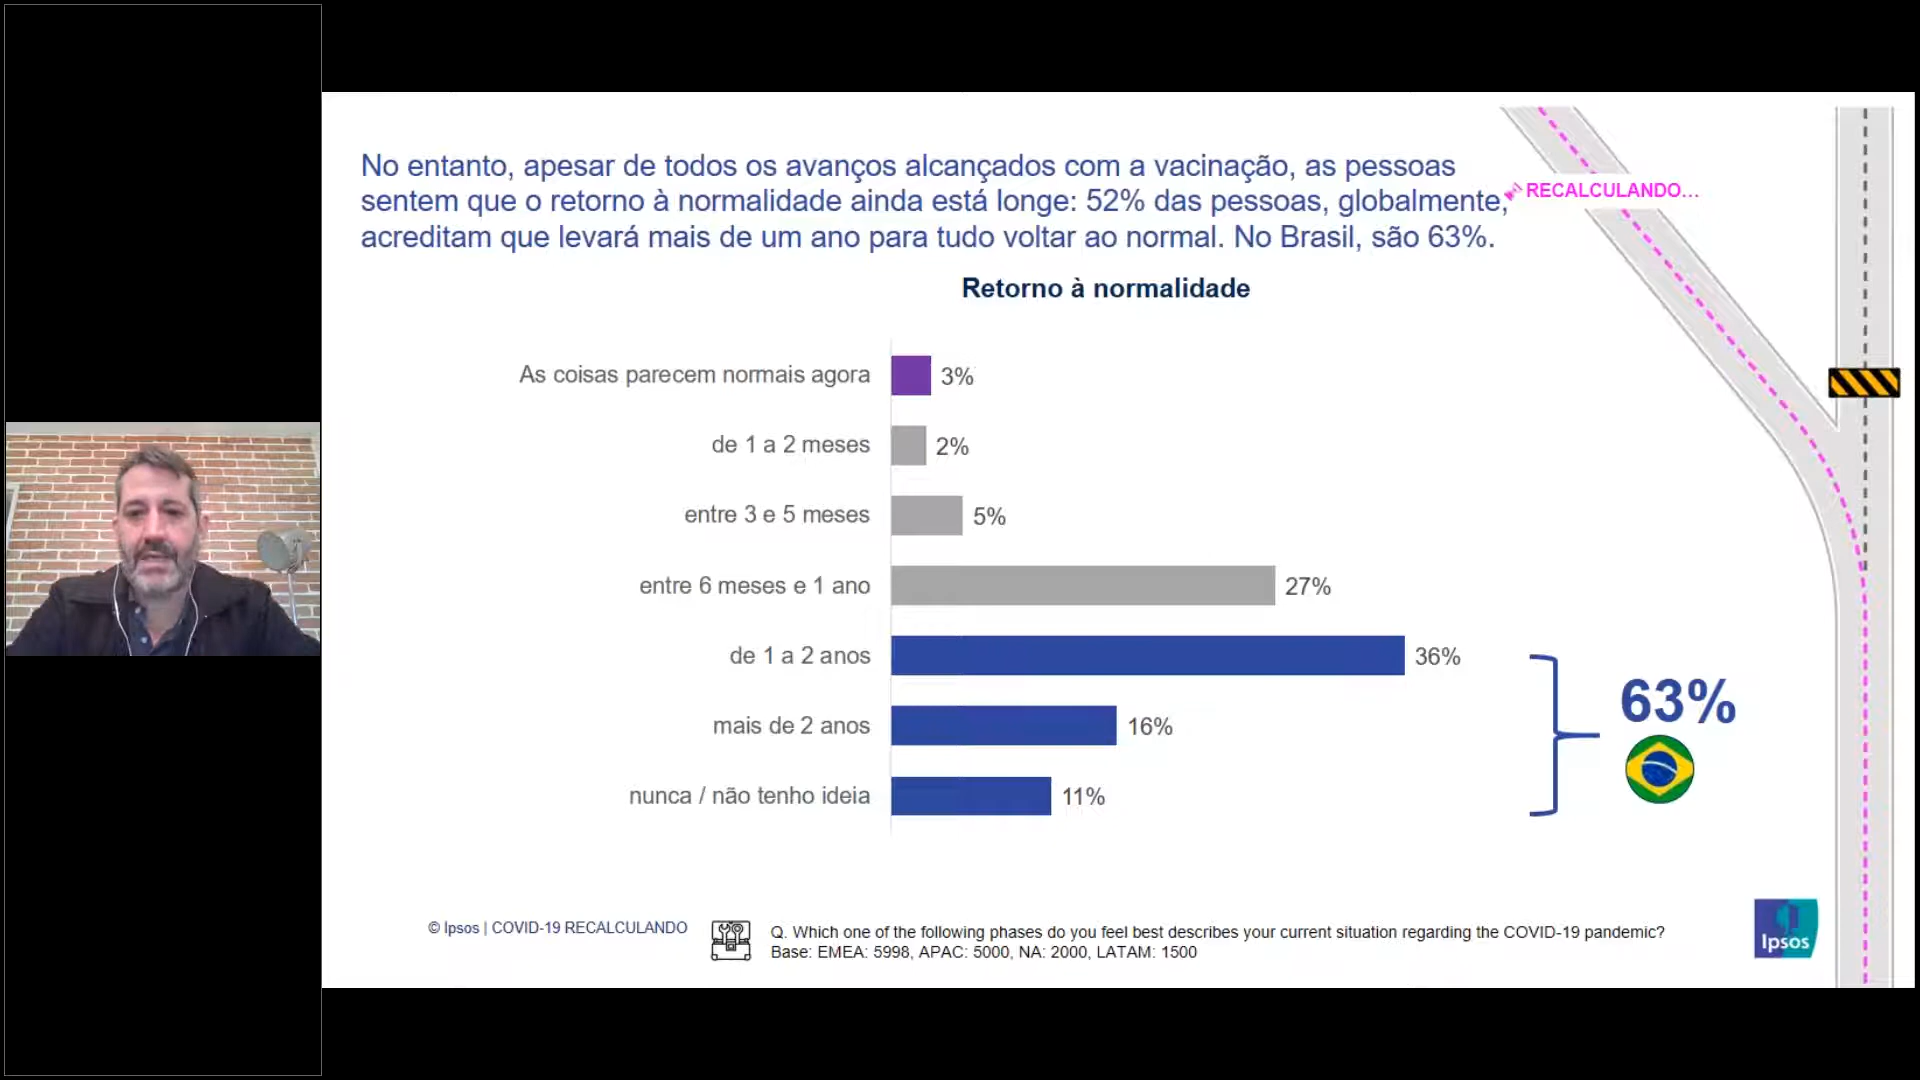 No entanto, apesar de todos os avanços alcançados com a vacinação, as pessoas
sentem que o retorno à normalidade ainda está longe: 52% das pessoas, globalmente,
acreditam que levará mais de um ano para tudo voltar ao normal. No Brasil, são 63%.
RECALCULANDO...
Retorno à normalidade
As coisas parecem normais agora 3%
de 1 a 2 meses 2%
entre 3 e 5 meses 5%
entre 6 meses e 1 ano 27%
de 1 a 2 anos 36%
mais de 2 anos 16%
nunca / não tenho ideia 11%
63%
© Ipsos | COVID-19 RECALCULANDO
Q. Which one of the following phases do you feel best describes your current situation regarding the COVID-19 pandemic?
Base: EMEA: 5998, APAC: 5000, NA: 2000, LATAM: 1500
Ipsos